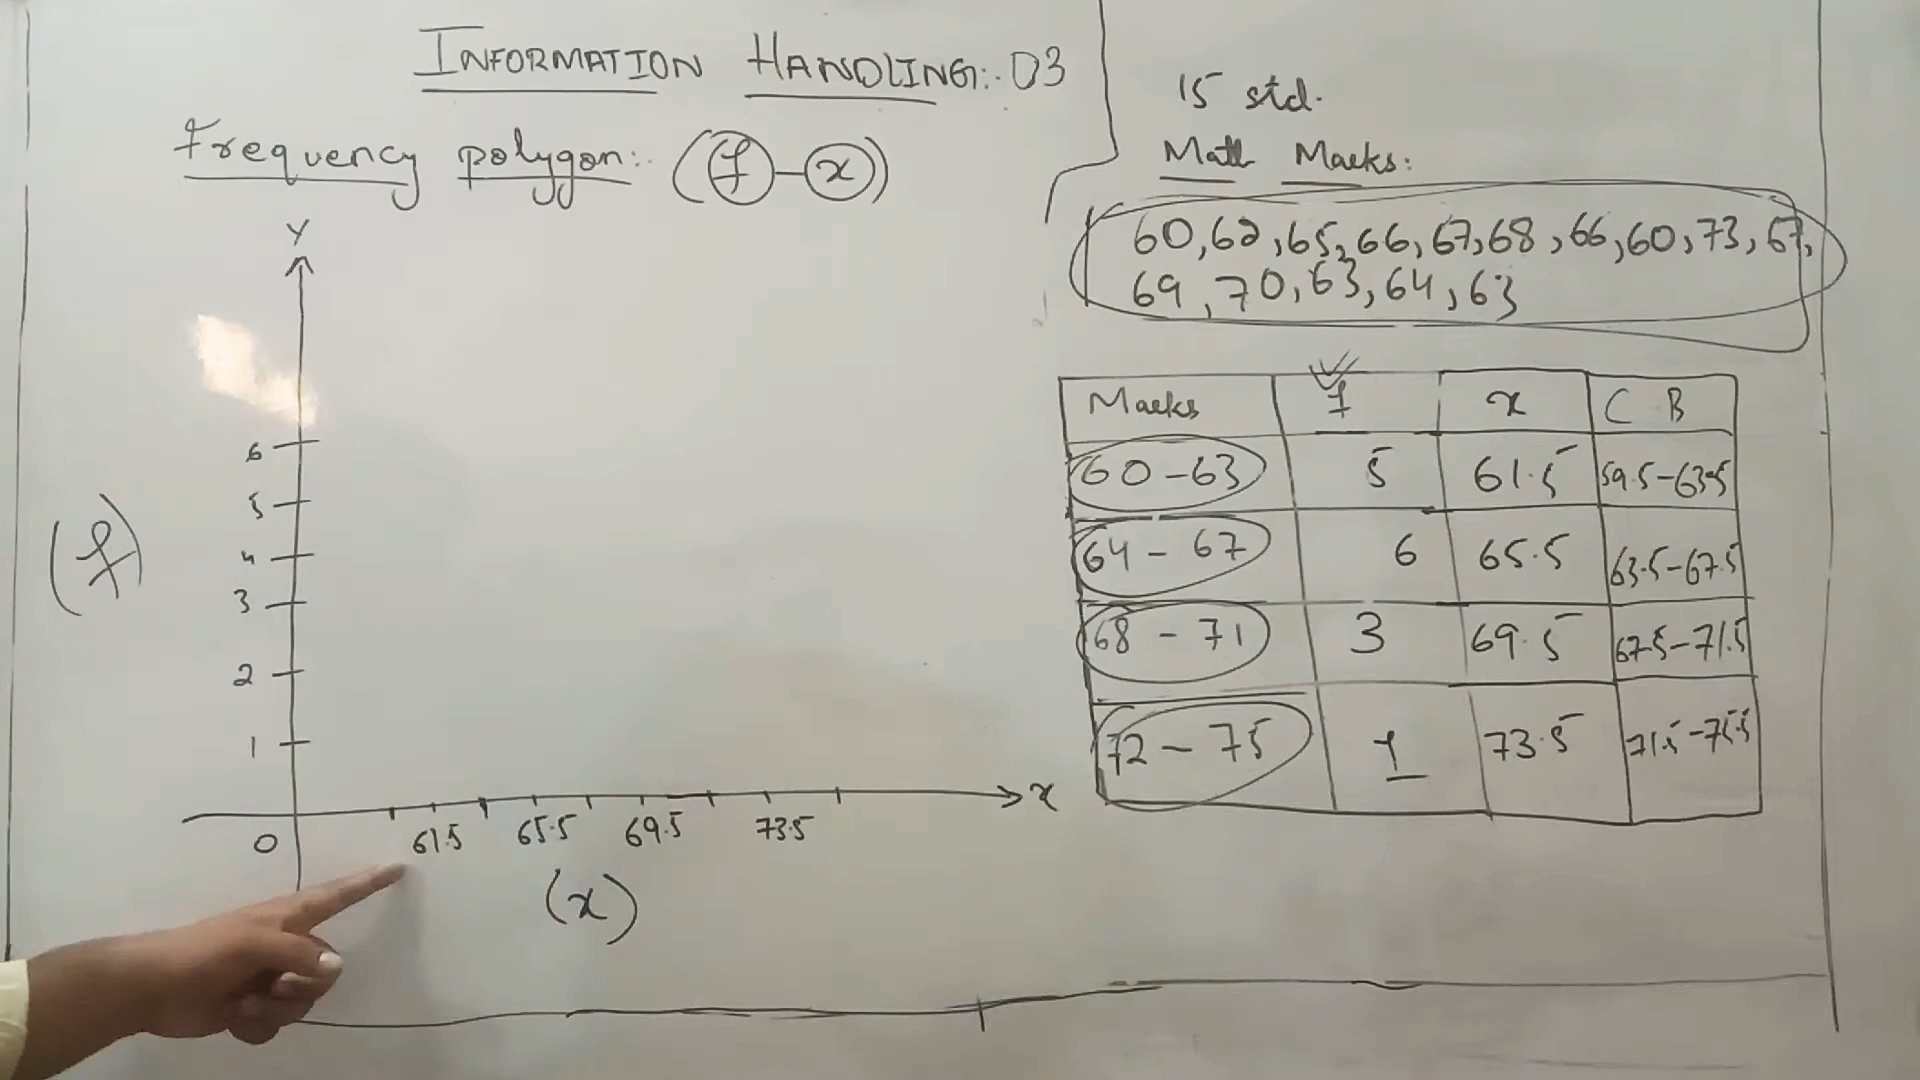 INFORMATION HANDLING:. 03
Frequency polygon:. (f - x)
Y
6
5
4
3
2
1
0
(f)
61.5 65.5 69.5 73.5
x
(x)
15 std.
Math Marks:
60, 62, 65, 66, 67, 68, 66, 60, 73, 67,
69, 70, 63, 64, 63
Marks f x C B
60 - 63 5 61.5 59.5 - 63.5
64 - 67 6 65.5 63.5 - 67.5
68 - 71 3 69.5 67.5 - 71.5
72 - 75 1 73.5 71.5 - 75.5